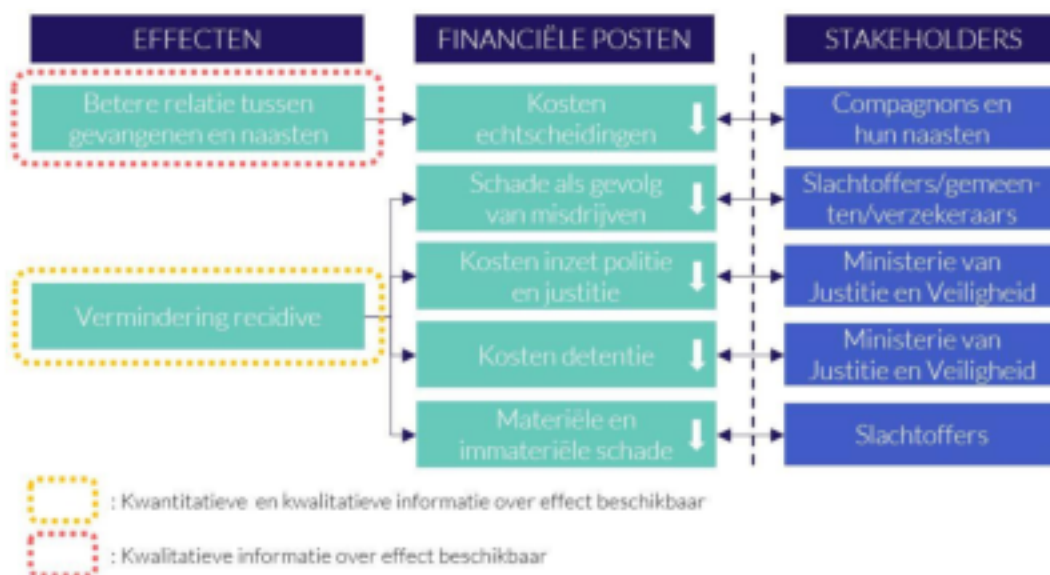 EFFECTEN
FINANCIËLE POSTEN
STAKEHOLDERS
Betere relatie tussen
gevangenen en naasten
Kosten
echtscheidingen
Compagnons en
hun naasten
Schade als gevolg
van misdrijven
Slachtoffers/gemeen-
ten/verzekeraars
Vermindering recidive
Kosten inzet politie
en justitie
Ministerie van
Justitie en Veiligheid
Kosten detentie
Ministerie van
Justitie en Veiligheid
Materiële en
immateriële schade
Slachtoffers
: Kwantitatieve en kwalitatieve informatie over effect beschikbaar
: Kwalitatieve informatie over effect beschikbaar